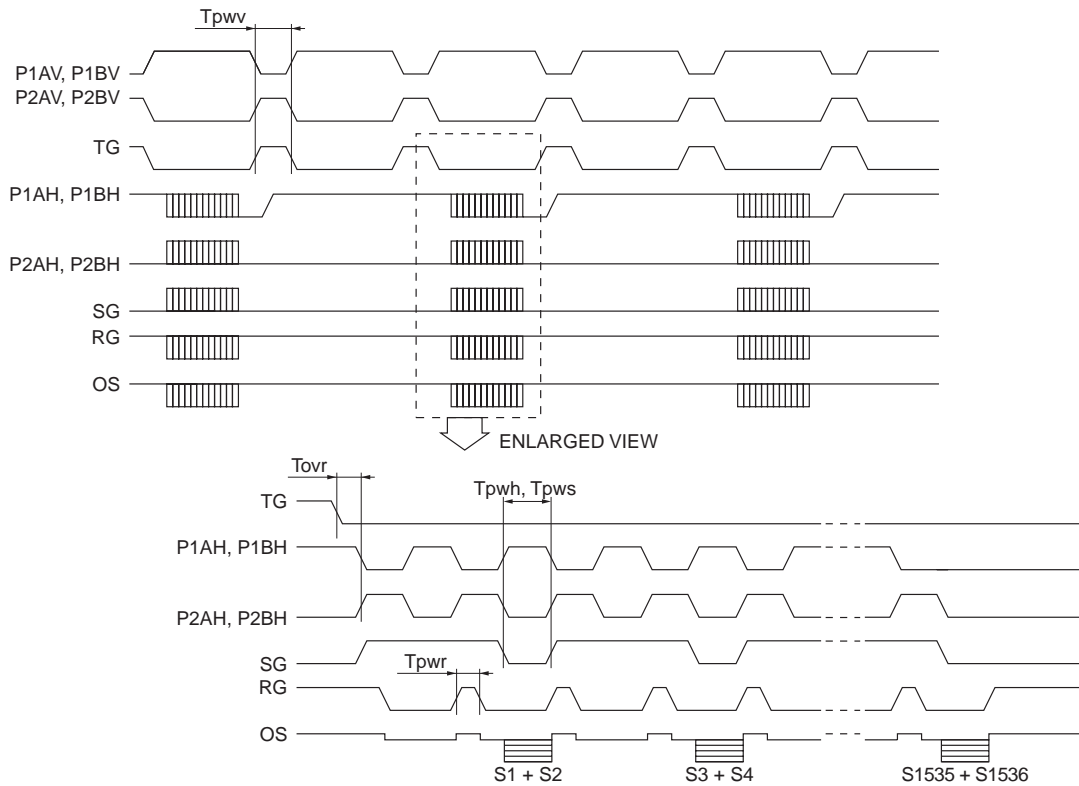 Tpwv
P1AV, P1BV
P2AV, P2BV
TG
P1AH, P1BH
P2AH, P2BH
SG
RG
OS
ENLARGED VIEW
Tovr
Tpwh, Tpws
TG
P1AH, P1BH
P2AH, P2BH
SG
Tpwr
RG
OS
S1 + S2
S3 + S4
S1535 + S1536